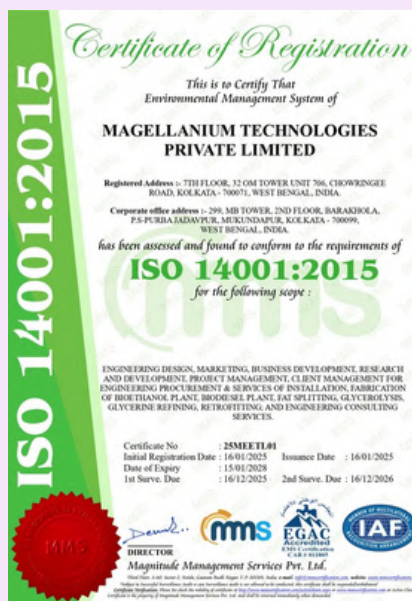 Certificate of Registration
This is to Certify That
Environmental Management System of
MAGELLANIUM TECHNOLOGIES
PRIVATE LIMITED
Registered Address :- 7TH FLOOR, 32 OM TOWER UNIT 706, CHOWRINGEE
ROAD, KOLKATA - 700071, WEST BENGAL, INDIA.
Corporate office address :- 299, MB TOWER, 2ND FLOOR, BARAKHOLA,
P.S-PURBA JADAVPUR, MUKUNDAPUR, KOLKATA - 700099,
WEST BENGAL, INDIA.
has been assessed and found to conform to the requirements of
ISO 14001:2015
for the following scope :
mms
ENGINEERING DESIGN, MARKETING, BUSINESS DEVELOPMENT, RESEARCH
AND DEVELOPMENT, PROJECT MANAGEMENT, CLIENT MANAGEMENT FOR
ENGINEERING PROCUREMENT & SERVICES OF INSTALLATION, FABRICATION
OF BIOETHANOL PLANT, BIODIESEL PLANT, FAT SPLITTING, GLYCEROLYSIS,
GLYCERINE REFINING, RETROFITTING, AND ENGINEERING CONSULTING
SERVICES.
Certificate No : 25MEETL01
Initial Registration Date : 16/01/2025 Issuance Date : 16/01/2025
Date of Expiry : 15/01/2028
1st Surve. Due : 16/12/2025 2nd Surve. Due : 16/12/2026
ISO 14001:2015
MMS
DIRECTOR
mms
EGAC
Accredited
EMS Certification
IAF
Magnitude Management Services Pvt. Ltd.